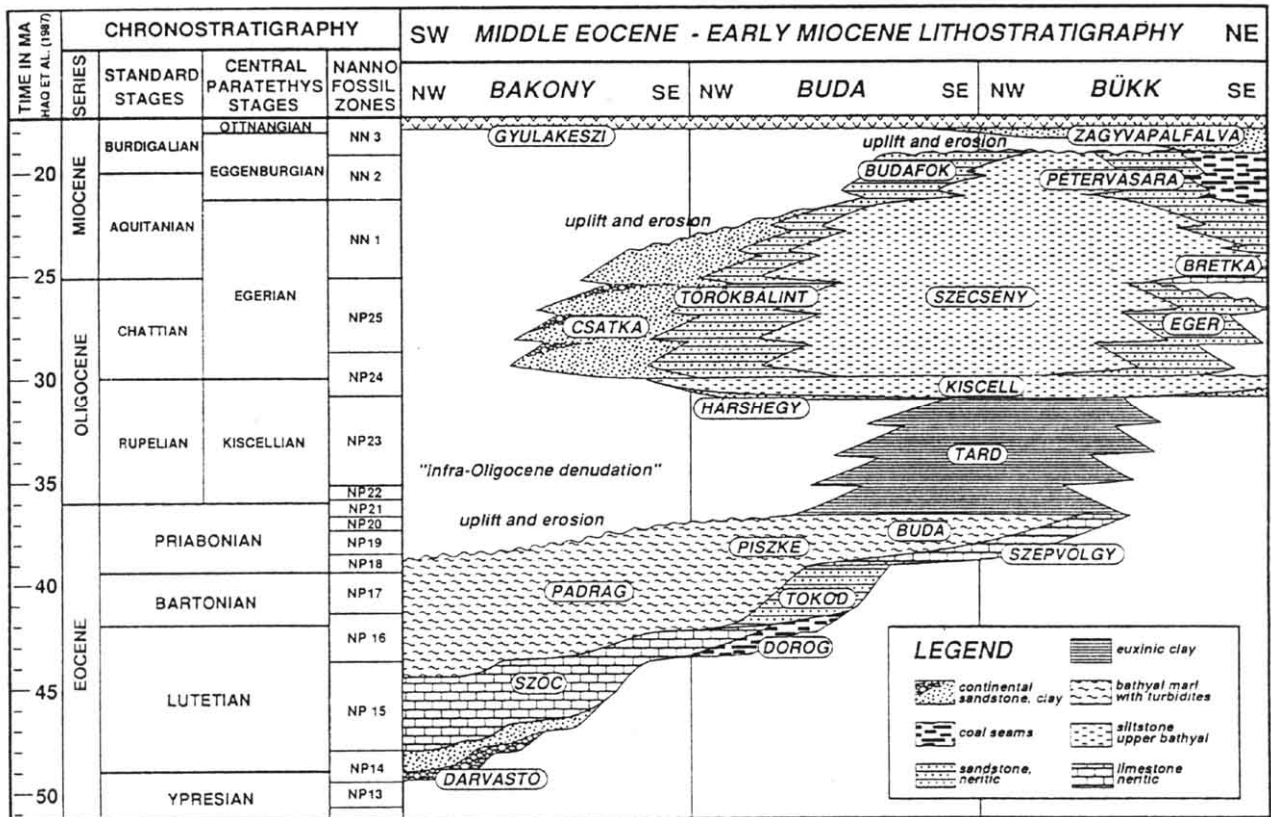 TIME IN MA
HAQ ET AL. (1987)
CHRONOSTRATIGRAPHY
SERIES
STANDARD
STAGES
CENTRAL
PARATETHYS
STAGES
NANNO
FOSSIL
ZONES
SW MIDDLE EOCENE - EARLY MIOCENE LITHOSTRATIGRAPHY NE
NW BAKONY SE
NW BUDA SE
NW BÜKK SE
20
25
30
35
40
45
50
MIOCENE
OLIGOCENE
EOCENE
BURDIGALIAN
AQUITANIAN
CHATTIAN
RUPELIAN
PRIABONIAN
BARTONIAN
LUTETIAN
YPRESIAN
OTTNANGIAN
EGGENBURGIAN
EGERIAN
KISCELLIAN
NN 3
NN 2
NN 1
NP25
NP24
NP23
NP22
NP21
NP20
NP19
NP18
NP17
NP 16
NP 15
NP14
NP13
GYULAKESZI
ZAGYVAPALFALVA
uplift and erosion
BUDAFOK
PETERVASARA
uplift and erosion
BRETKA
TÖRÖKBALINT
SZECSENY
CSATKA
EGER
KISCELL
HARSHEGY
TARD
"infra-Oligocene denudation"
uplift and erosion
BUDA
PISZKE
SZEPVÖLGY
PADRAG
TOKOD
DOROG
SZÖC
DARVASTO
LEGEND
continental
sandstone, clay
coal seams
sandstone,
neritic
euxinic clay
bathyal marl
with turbidites
siltstone
upper bathyal
limestone
neritic